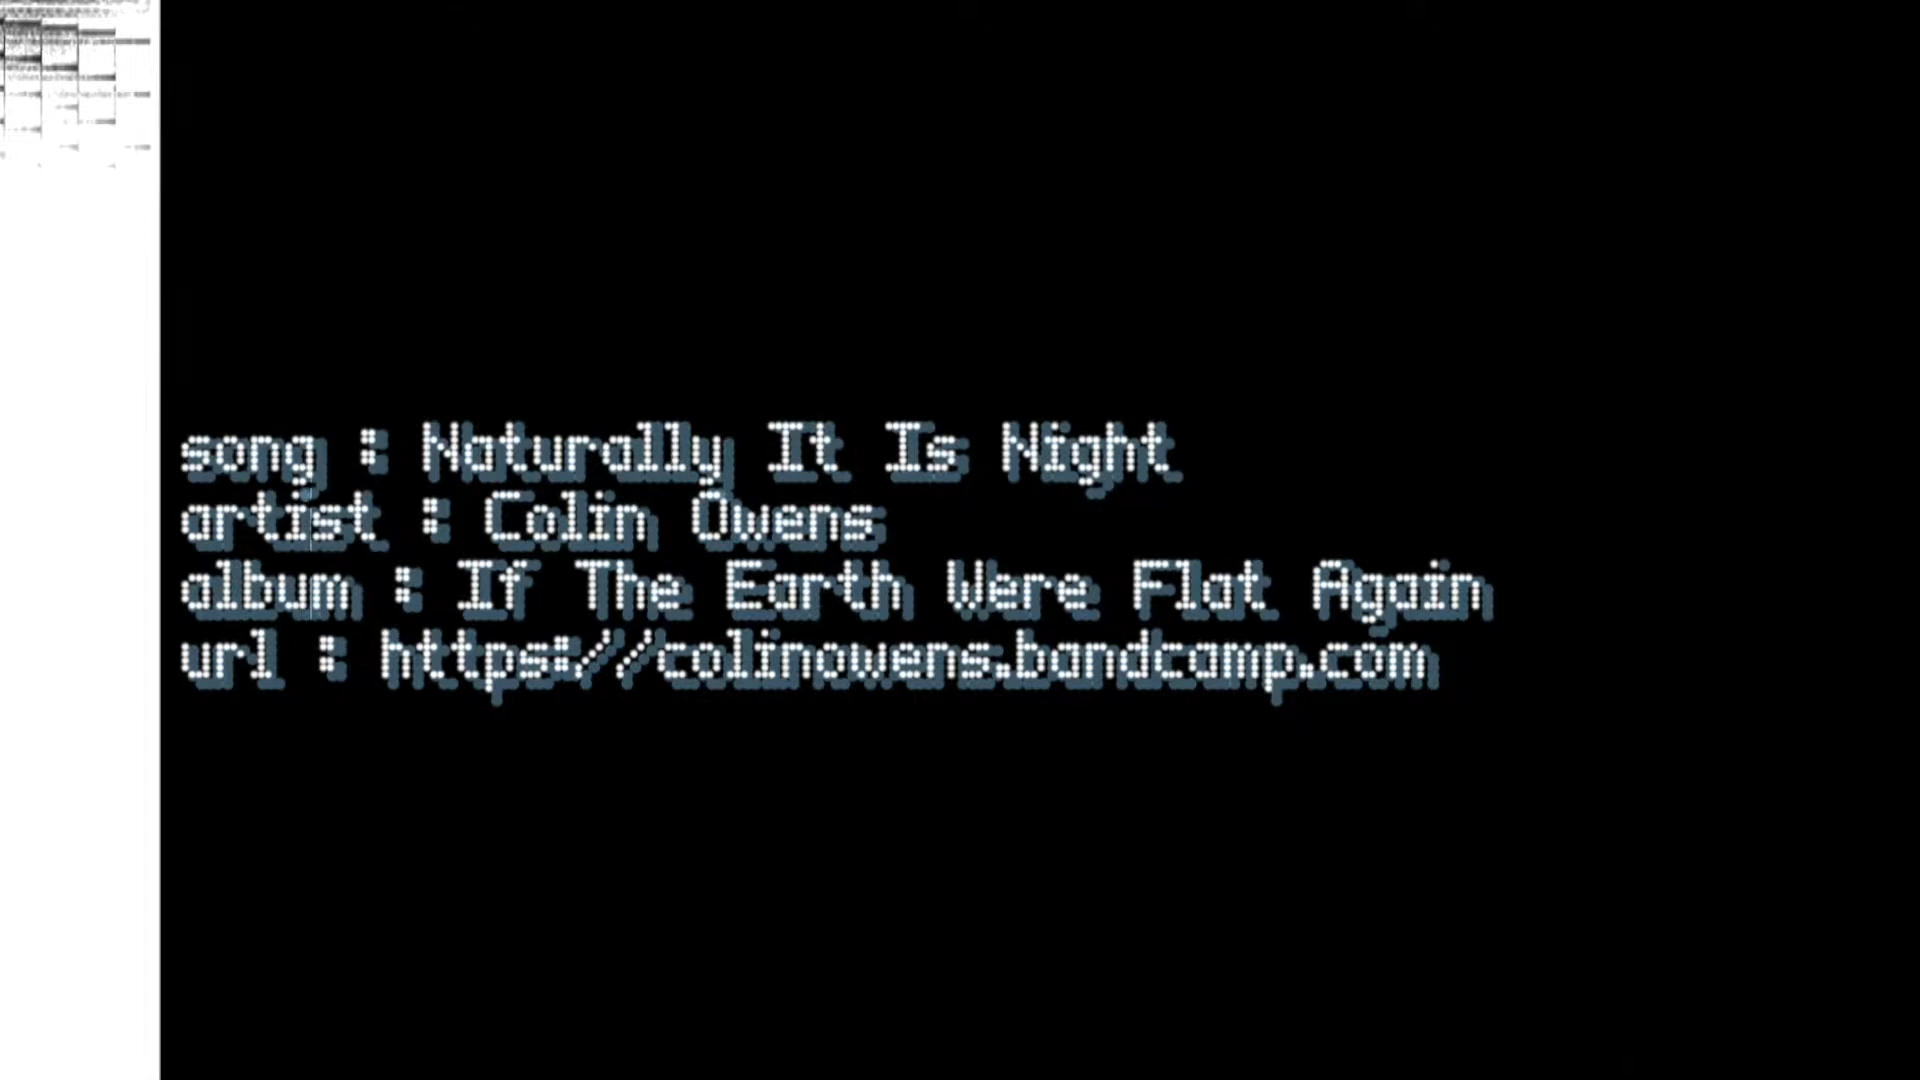 song : Naturally It Is Night
artist : Colin Owens
album : If The Earth Were Flat Again
url : https://colinowens.bandcamp.com